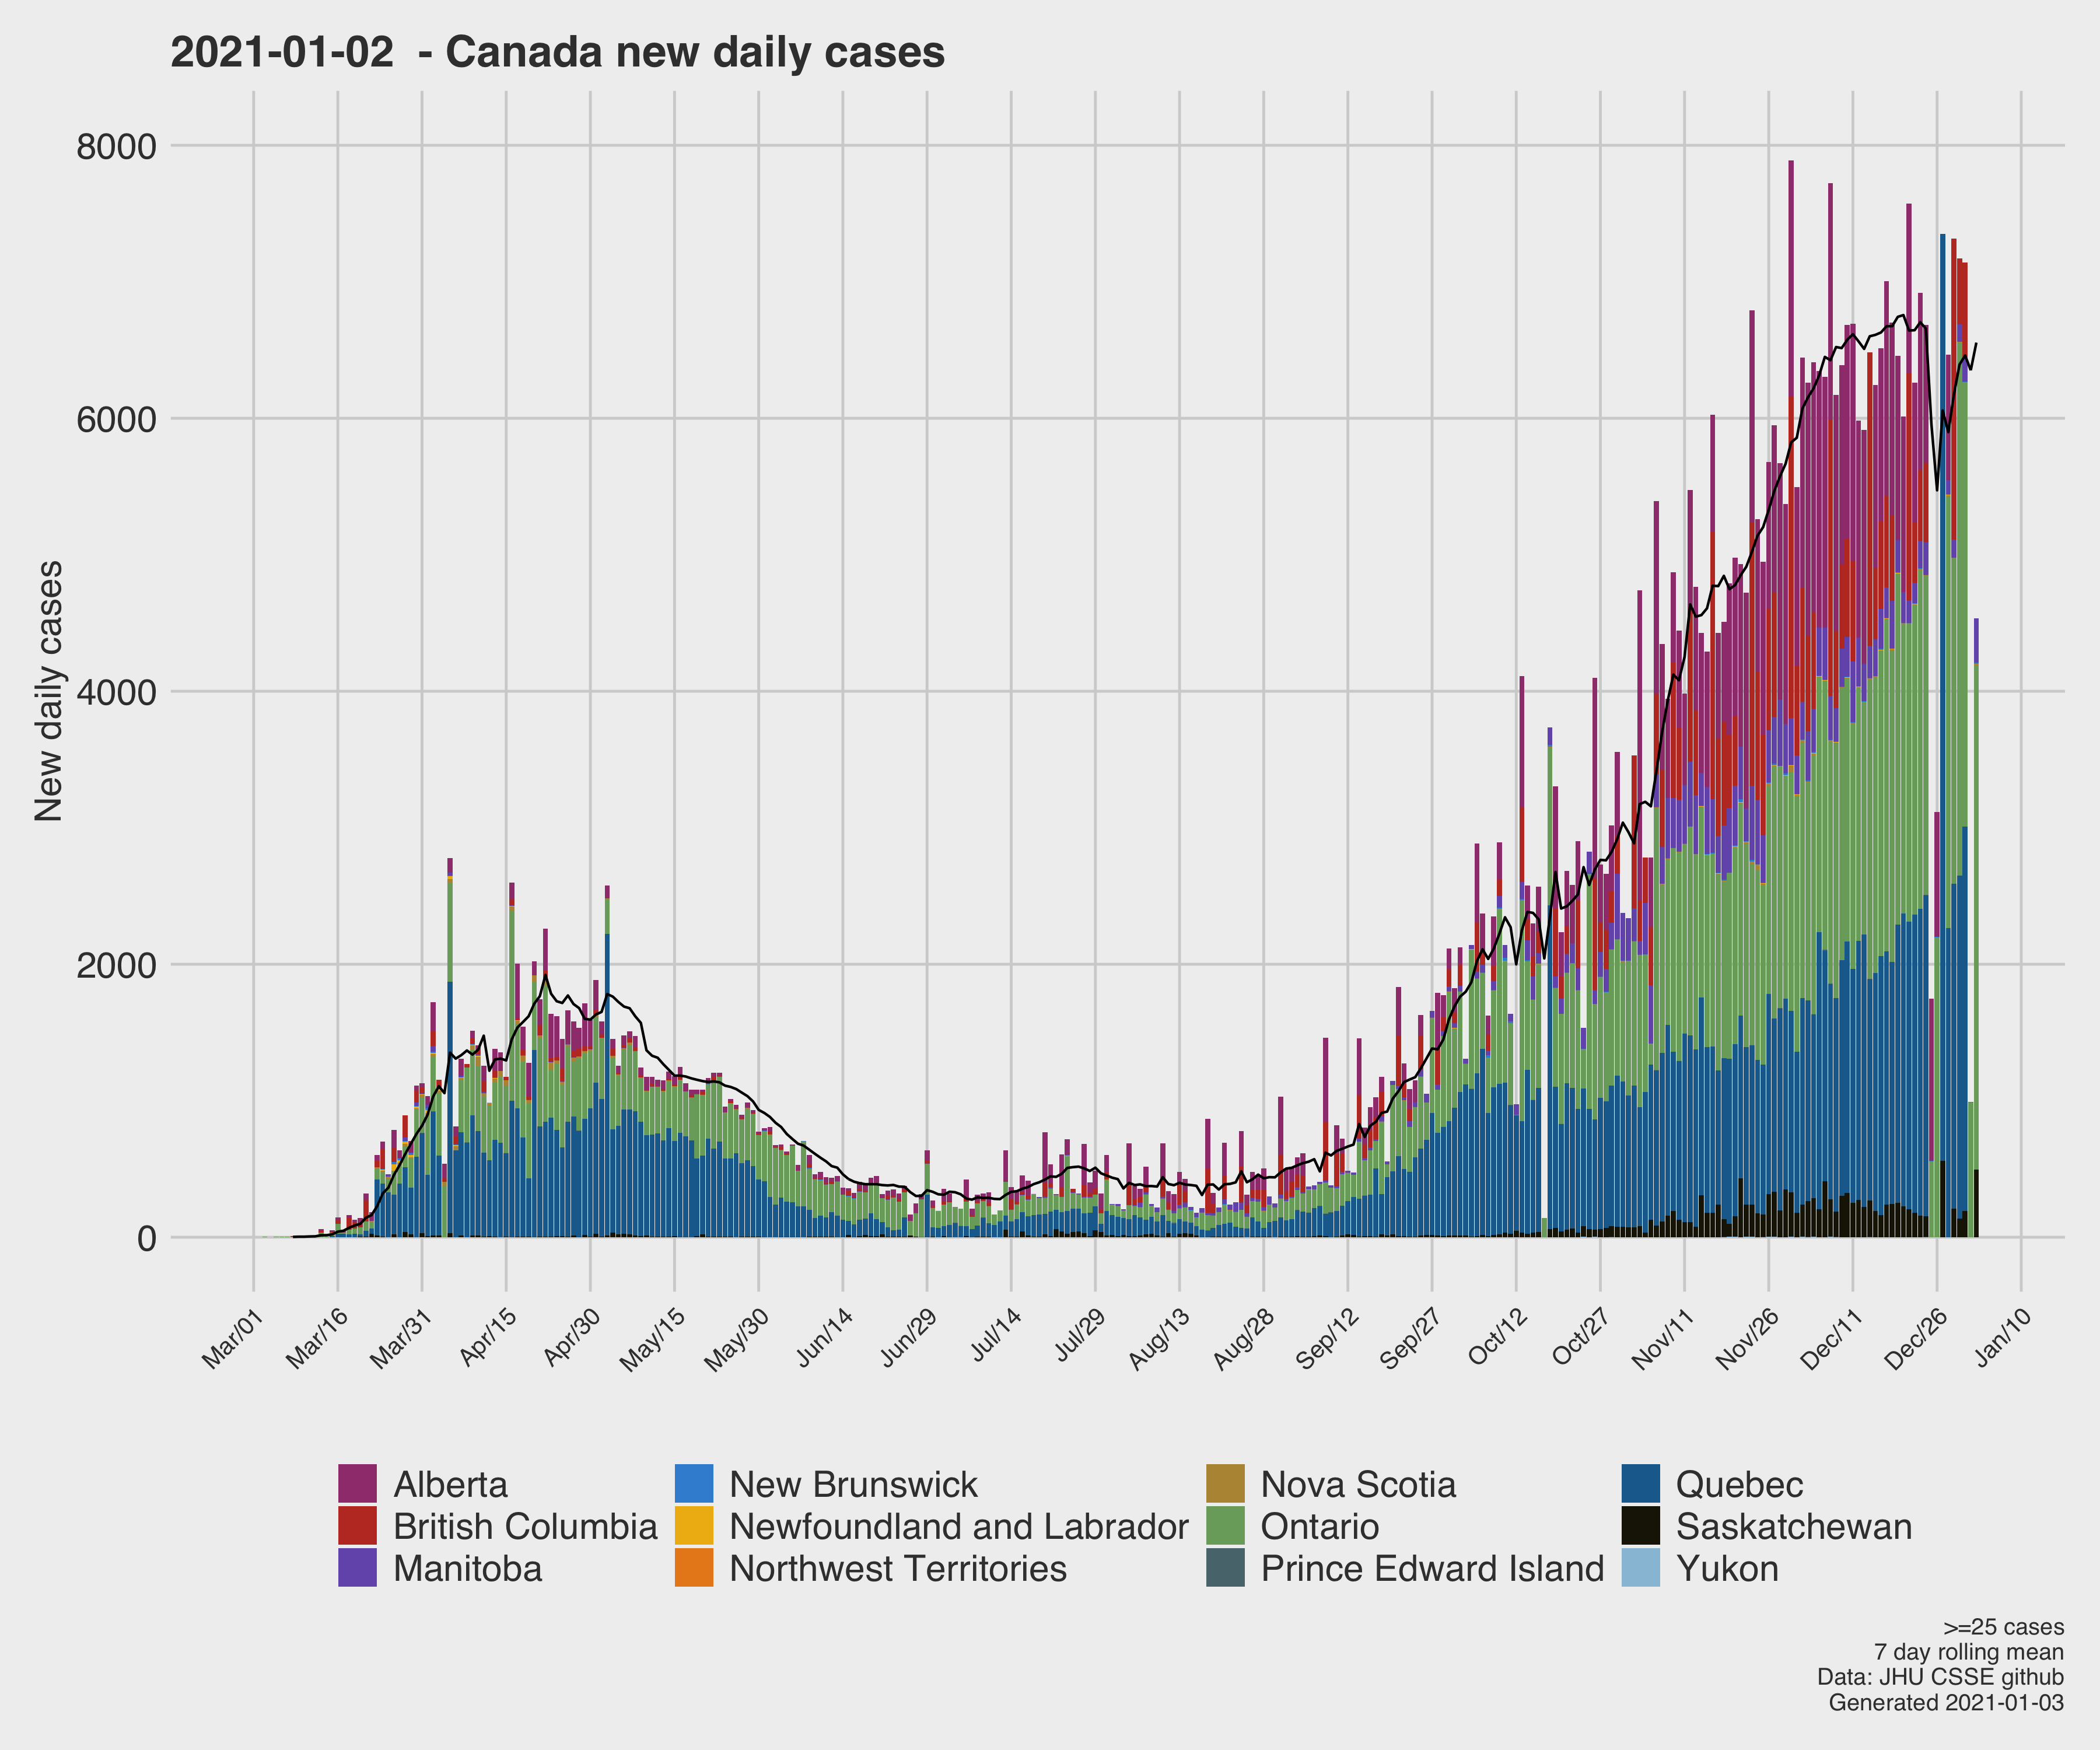 2021-01-02  - Canada new daily cases
New daily cases
8000
6000
4000
2000
0
Mar/01
Mar/16
Mar/31
Apr/15
Apr/30
May/15
May/30
Jun/14
Jun/29
Jul/14
Jul/29
Aug/13
Aug/28
Sep/12
Sep/27
Oct/12
Oct/27
Nov/11
Nov/26
Dec/11
Dec/26
Jan/10
Alberta
New Brunswick
Nova Scotia
Quebec
British Columbia
Newfoundland and Labrador
Ontario
Saskatchewan
Manitoba
Northwest Territories
Prince Edward Island
Yukon
>=25 cases
7 day rolling mean
Data: JHU CSSE github
Generated 2021-01-03